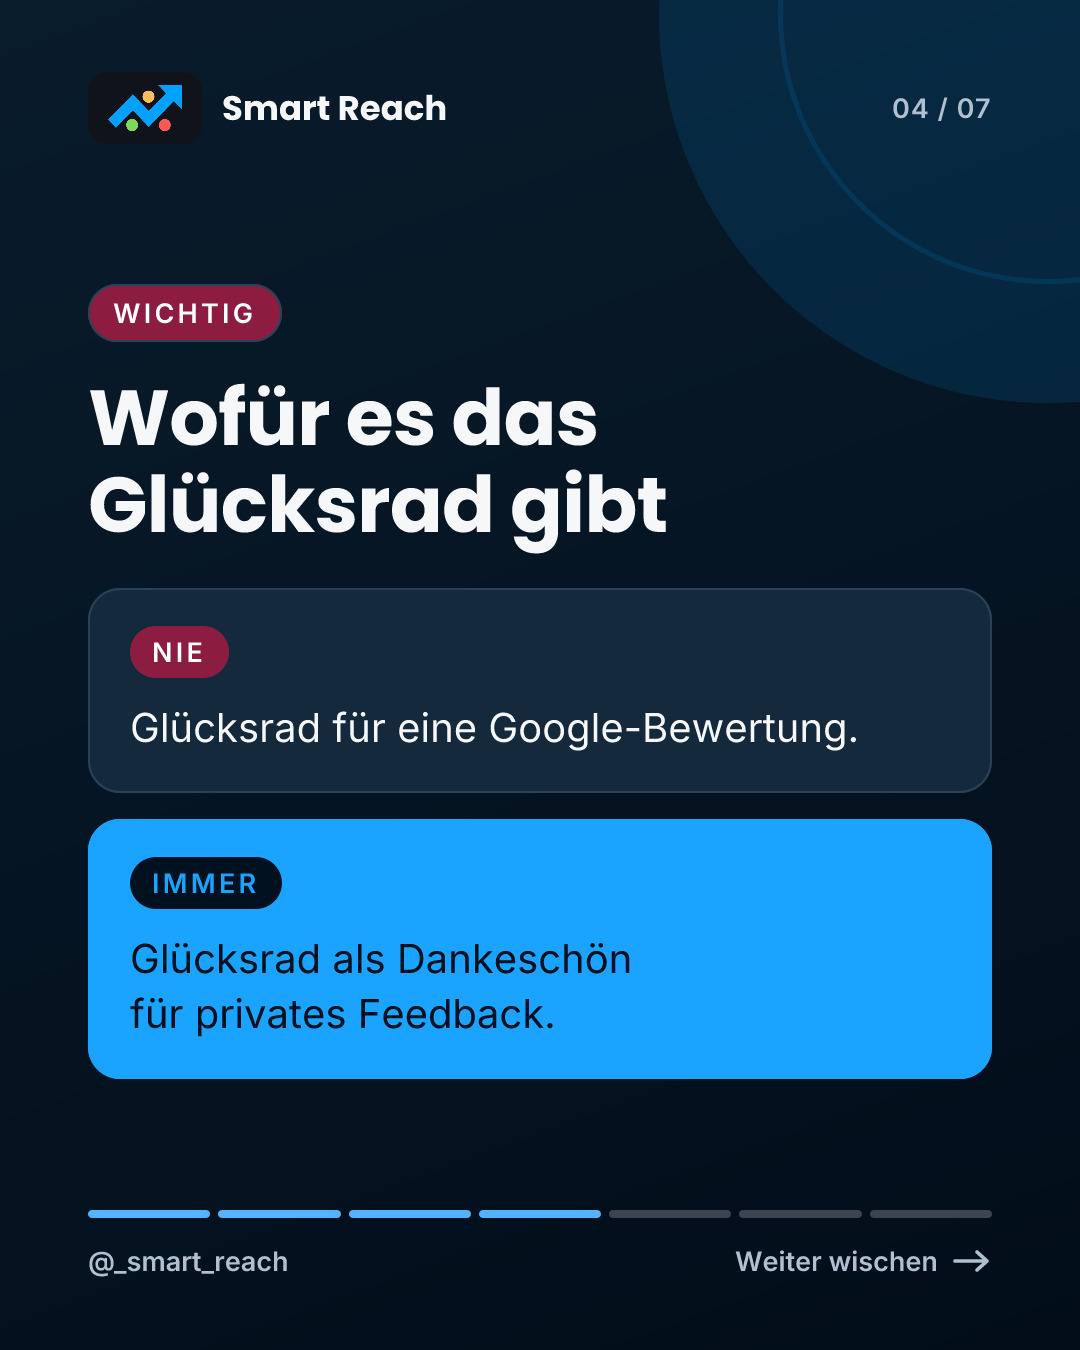 Smart Reach
04 / 07
WICHTIG
Wofür es das
Glücksrad gibt
NIE
Glücksrad für eine Google-Bewertung.
IMMER
Glücksrad als Dankeschön
für privates Feedback.
@_smart_reach
Weiter wischen →